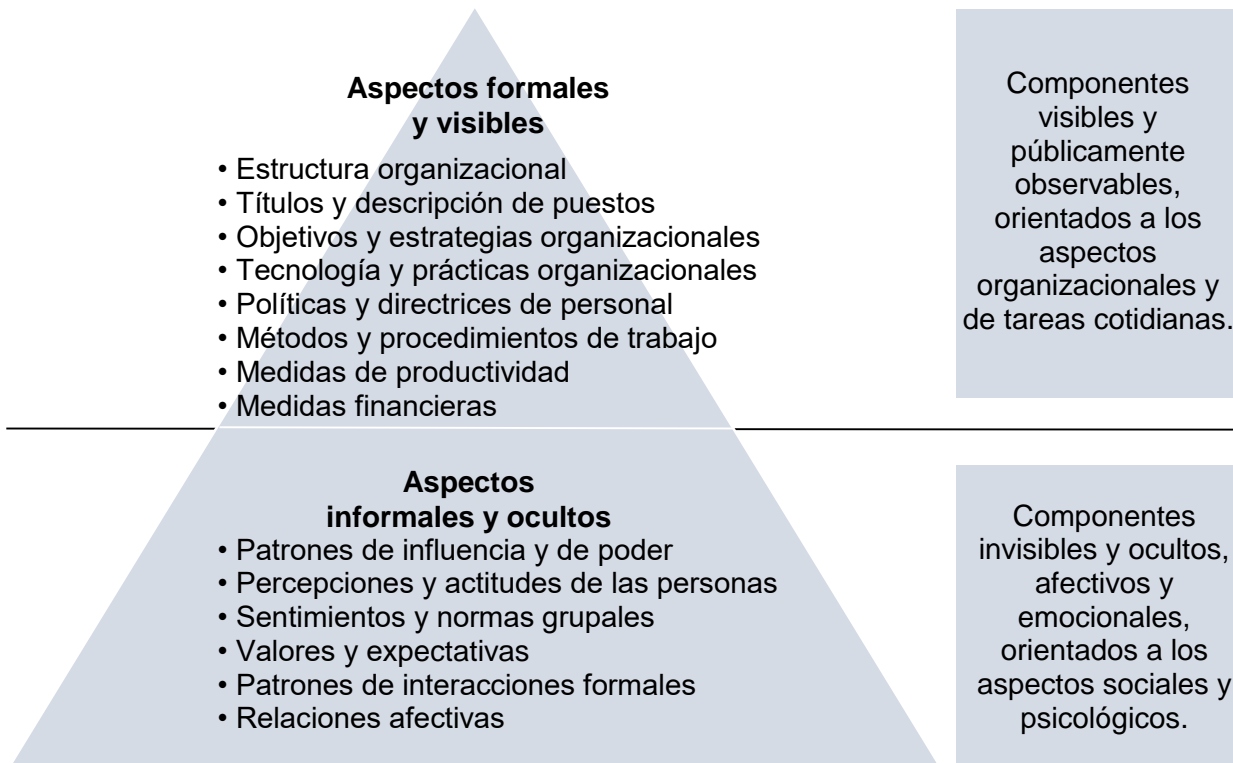 Aspectos formales
y visibles
• Estructura organizacional
• Títulos y descripción de puestos
• Objetivos y estrategias organizacionales
• Tecnología y prácticas organizacionales
• Políticas y directrices de personal
• Métodos y procedimientos de trabajo
• Medidas de productividad
• Medidas financieras
Componentes
visibles y
públicamente
observables,
orientados a los
aspectos
organizacionales y
de tareas cotidianas.
Aspectos
informales y ocultos
• Patrones de influencia y de poder
• Percepciones y actitudes de las personas
• Sentimientos y normas grupales
• Valores y expectativas
• Patrones de interacciones formales
• Relaciones afectivas
Componentes
invisibles y ocultos,
afectivos y
emocionales,
orientados a los
aspectos sociales y
psicológicos.